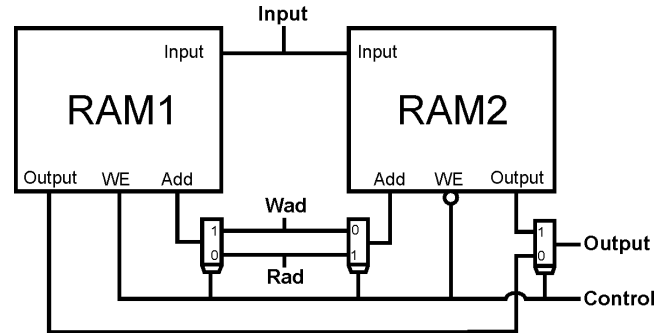 Input
Input
Input
RAM1
RAM2
Output WE Add
Add WE Output
Wad
1
0
1
0
1
0
Rad
Output
Control